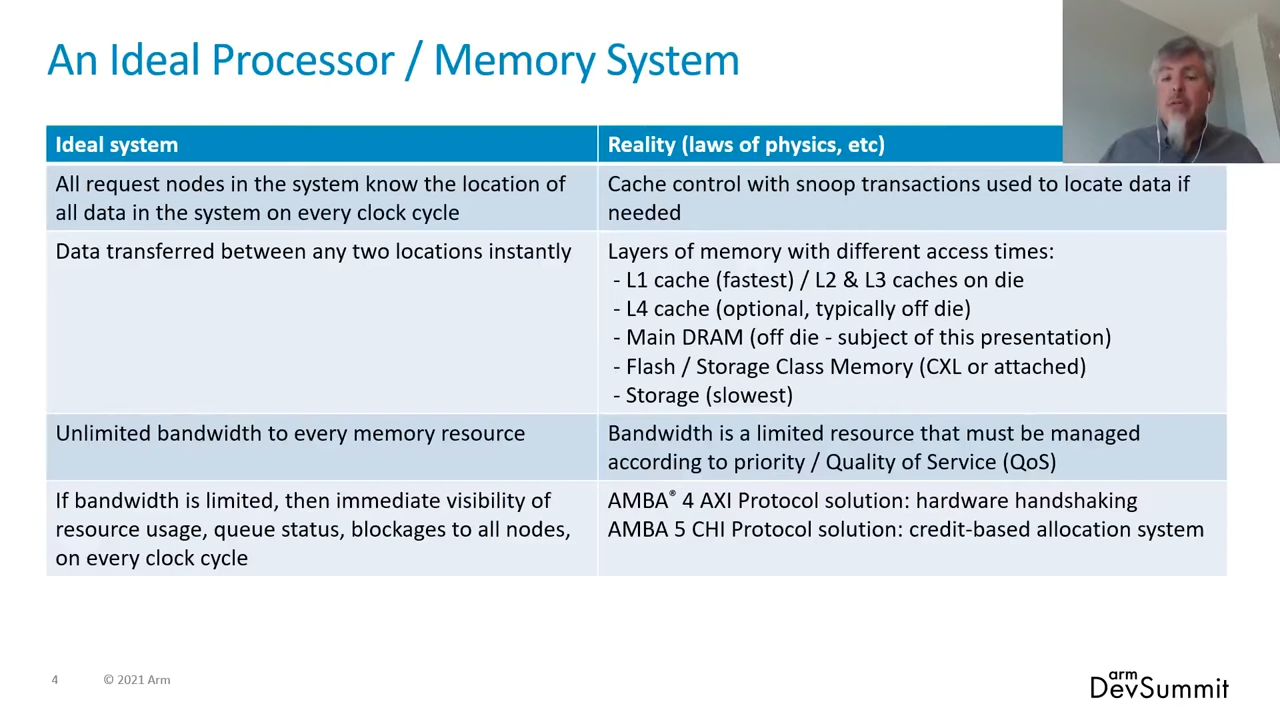 An Ideal Processor / Memory System
Ideal system
Reality (laws of physics, etc)
All request nodes in the system know the location of
all data in the system on every clock cycle
Cache control with snoop transactions used to locate data if
needed
Data transferred between any two locations instantly
Layers of memory with different access times:
- L1 cache (fastest) / L2 & L3 caches on die
- L4 cache (optional, typically off die)
- Main DRAM (off die - subject of this presentation)
- Flash / Storage Class Memory (CXL or attached)
- Storage (slowest)
Unlimited bandwidth to every memory resource
Bandwidth is a limited resource that must be managed
according to priority / Quality of Service (QoS)
If bandwidth is limited, then immediate visibility of
resource usage, queue status, blockages to all nodes,
on every clock cycle
AMBA® 4 AXI Protocol solution: hardware handshaking
AMBA 5 CHI Protocol solution: credit-based allocation system
4 © 2021 Arm
arm
DevSummit